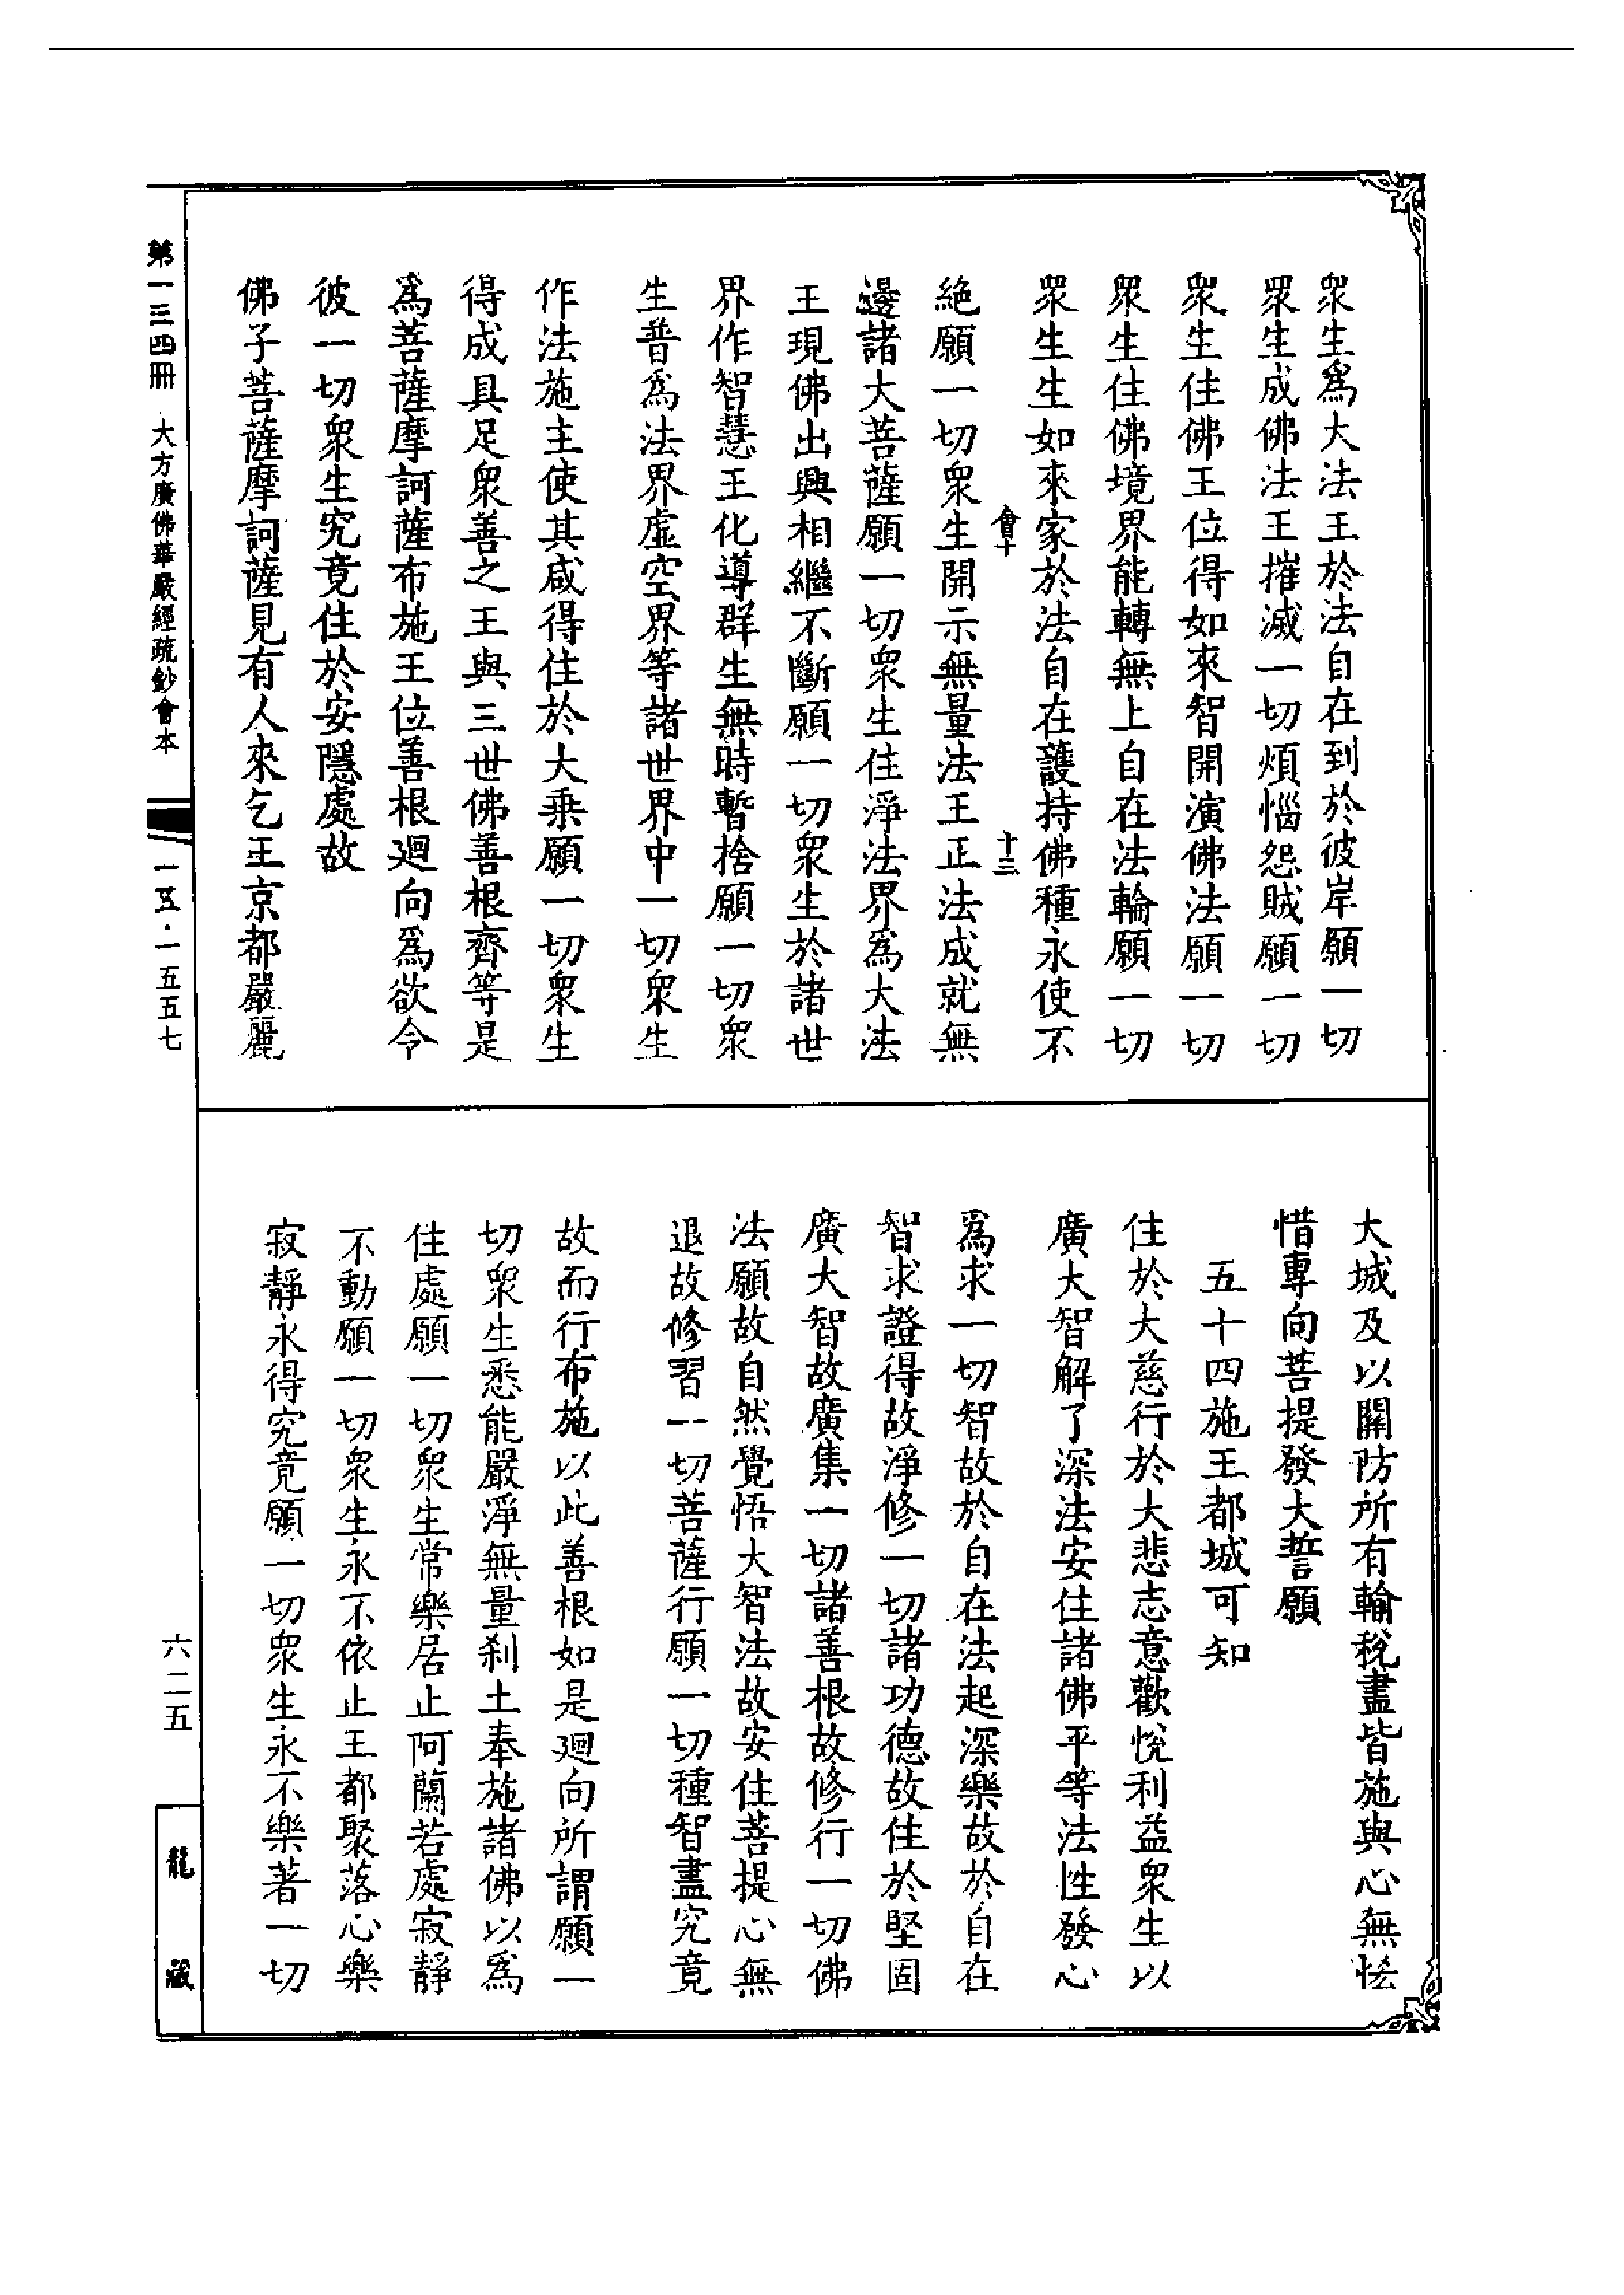 衆生爲大法王於法自在到於彼岸願一切
衆生成佛法王摧滅一切煩惱怨賊願一切
衆生住佛王位得如來智開演佛法願一切
衆生住佛境界能轉無上自在法輪願一切
衆生生如來家於法自在護持佛種永使不
會十
十三
絶願一切衆生開示無量法王正法成就無
邊諸大菩薩願一切衆生住淨法界爲大法
王現佛出興相繼不斷願一切衆生於諸世
界作智慧王化導群生無時暫捨願一切衆
生普爲法界虛空界等諸世界中一切衆生
作法施主使其咸得住於大乗願一切衆生
得成具足衆善之王與三世佛善根齊等是
爲菩薩摩訶薩布施王位善根迴向爲欲令
彼一切衆生究竟住於安隱處故
佛子菩薩摩訶薩見有人來乞王京都嚴麗
大城及以關防所有輸稅盡皆施與心無恡
惜專向菩提發大誓願
五十四施王都城可知
住於大慈行於大悲志意歡悅利益衆生以
廣大智解了深法安住諸佛平等法性發心
爲求一切智故於自在法起深樂故於自在
智求證得故淨修一切諸功德故住於堅固
廣大智故廣集一切諸善根故修行一切佛
法願故自然覺悟大智法故安住菩提心無
退故修習一切菩薩行願一切種智盡究竟
故而行布施以此善根如是迴向所謂願一
切衆生悉能嚴淨無量刹土奉施諸佛以爲
住處願一切衆生常樂居止阿蘭若處寂靜
不動願一切衆生永不依止王都聚落心樂
寂靜永得究竟願一切衆生永不樂著一切
第一三四冊 大方廣佛華嚴經疏鈔會本
一五·一五五七
六二五
龍藏